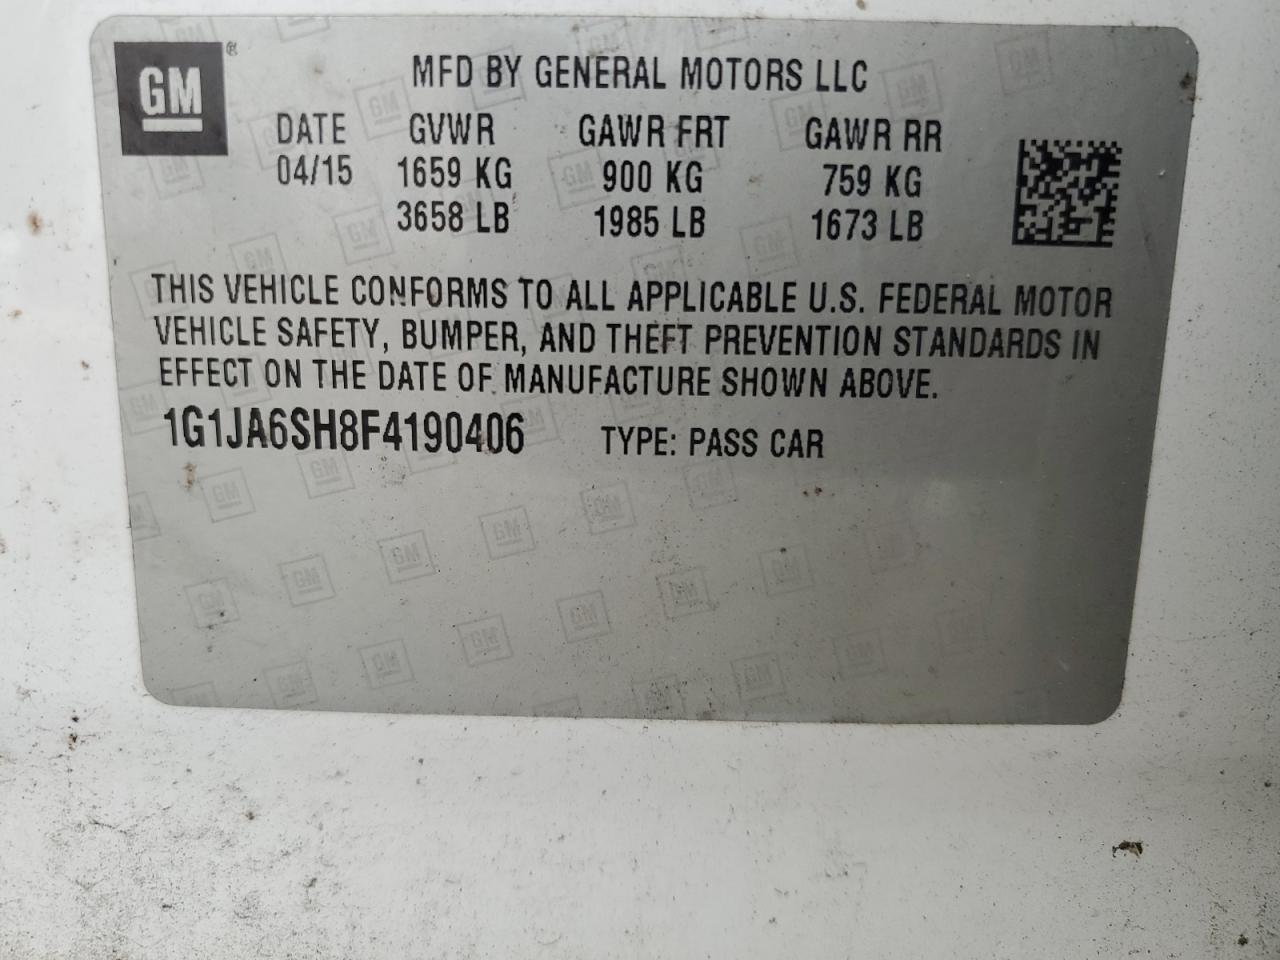 GM®
MFD BY GENERAL MOTORS LLC
DATE GVWR GAWR FRT GAWR RR
04/15 1659 KG 900 KG 759 KG
3658 LB 1985 LB 1673 LB
THIS VEHICLE CONFORMS TO ALL APPLICABLE U.S. FEDERAL MOTOR
VEHICLE SAFETY, BUMPER, AND THEFT PREVENTION STANDARDS IN
EFFECT ON THE DATE OF MANUFACTURE SHOWN ABOVE.
1G1JA6SH8F4190406 TYPE: PASS CAR